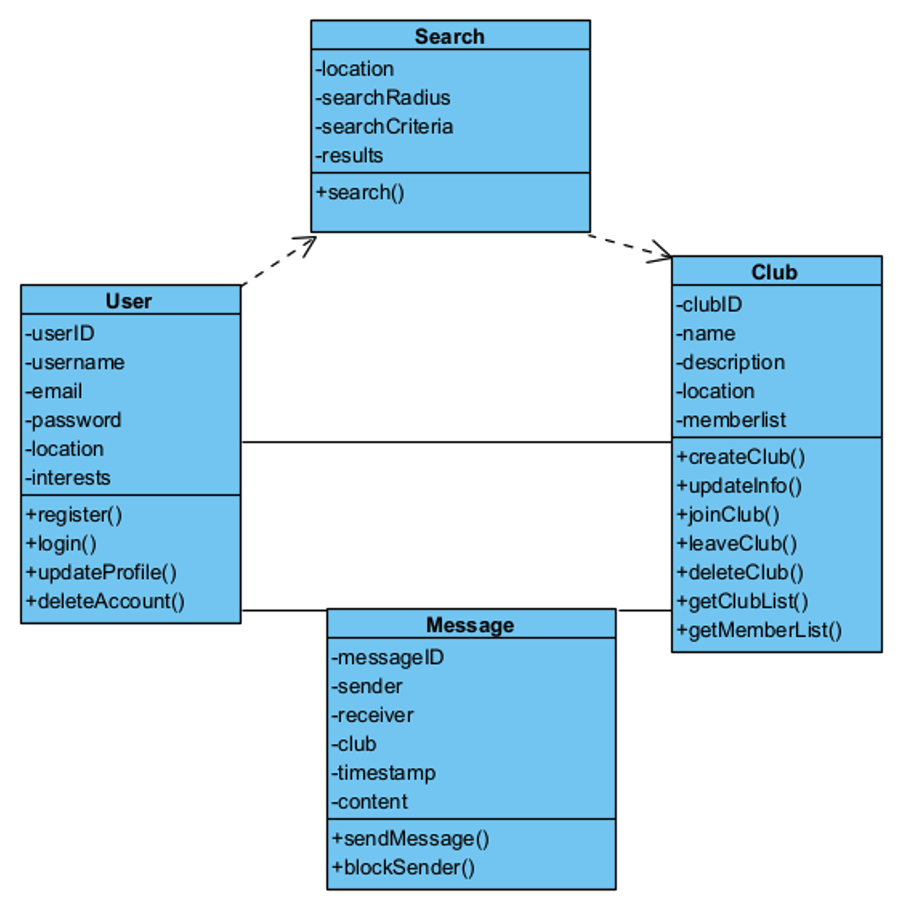 Search
-location
-searchRadius
-searchCriteria
-results
+search()
User
-userID
-username
-email
-password
-location
-interests
+register()
+login()
+updateProfile()
+deleteAccount()
Club
-clubID
-name
-description
-location
-memberlist
+createClub()
+updateInfo()
+joinClub()
+leaveClub()
+deleteClub()
+getClubList()
+getMemberList()
Message
-messageID
-sender
-receiver
-club
-timestamp
-content
+sendMessage()
+blockSender()